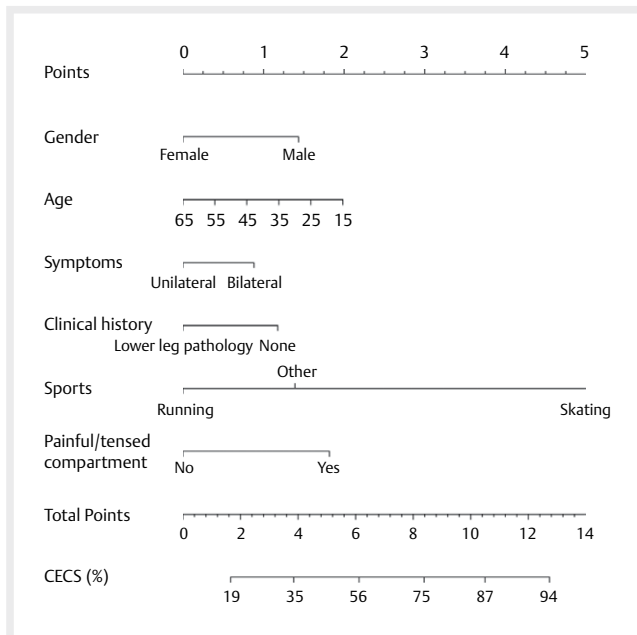 0 1 2 3 4 5
Points
Gender
Female Male
Age
65 55 45 35 25 15
Symptoms
Unilateral Bilateral
Clinical history
Lower leg pathology None
Other
Sports
Running Skating
Painful/tensed
compartment
No Yes
Total Points
0 2 4 6 8 10 12 14
CECS (%)
19 35 56 75 87 94